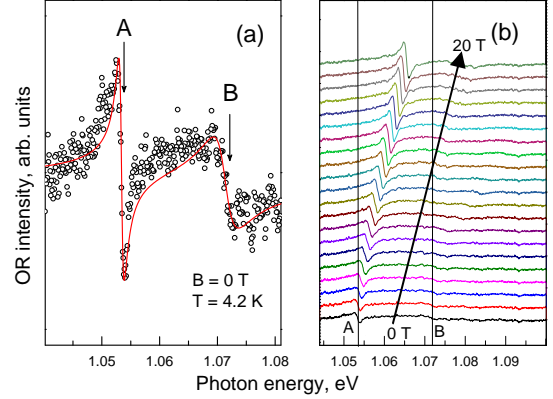 A
(a)
B
B = 0 T
T = 4.2 K
OR intensity, arb. units
1.05 1.06 1.07 1.08
(b)
20 T
A
0 T
B
1.05 1.06 1.07 1.08 1.09
Photon energy, eV